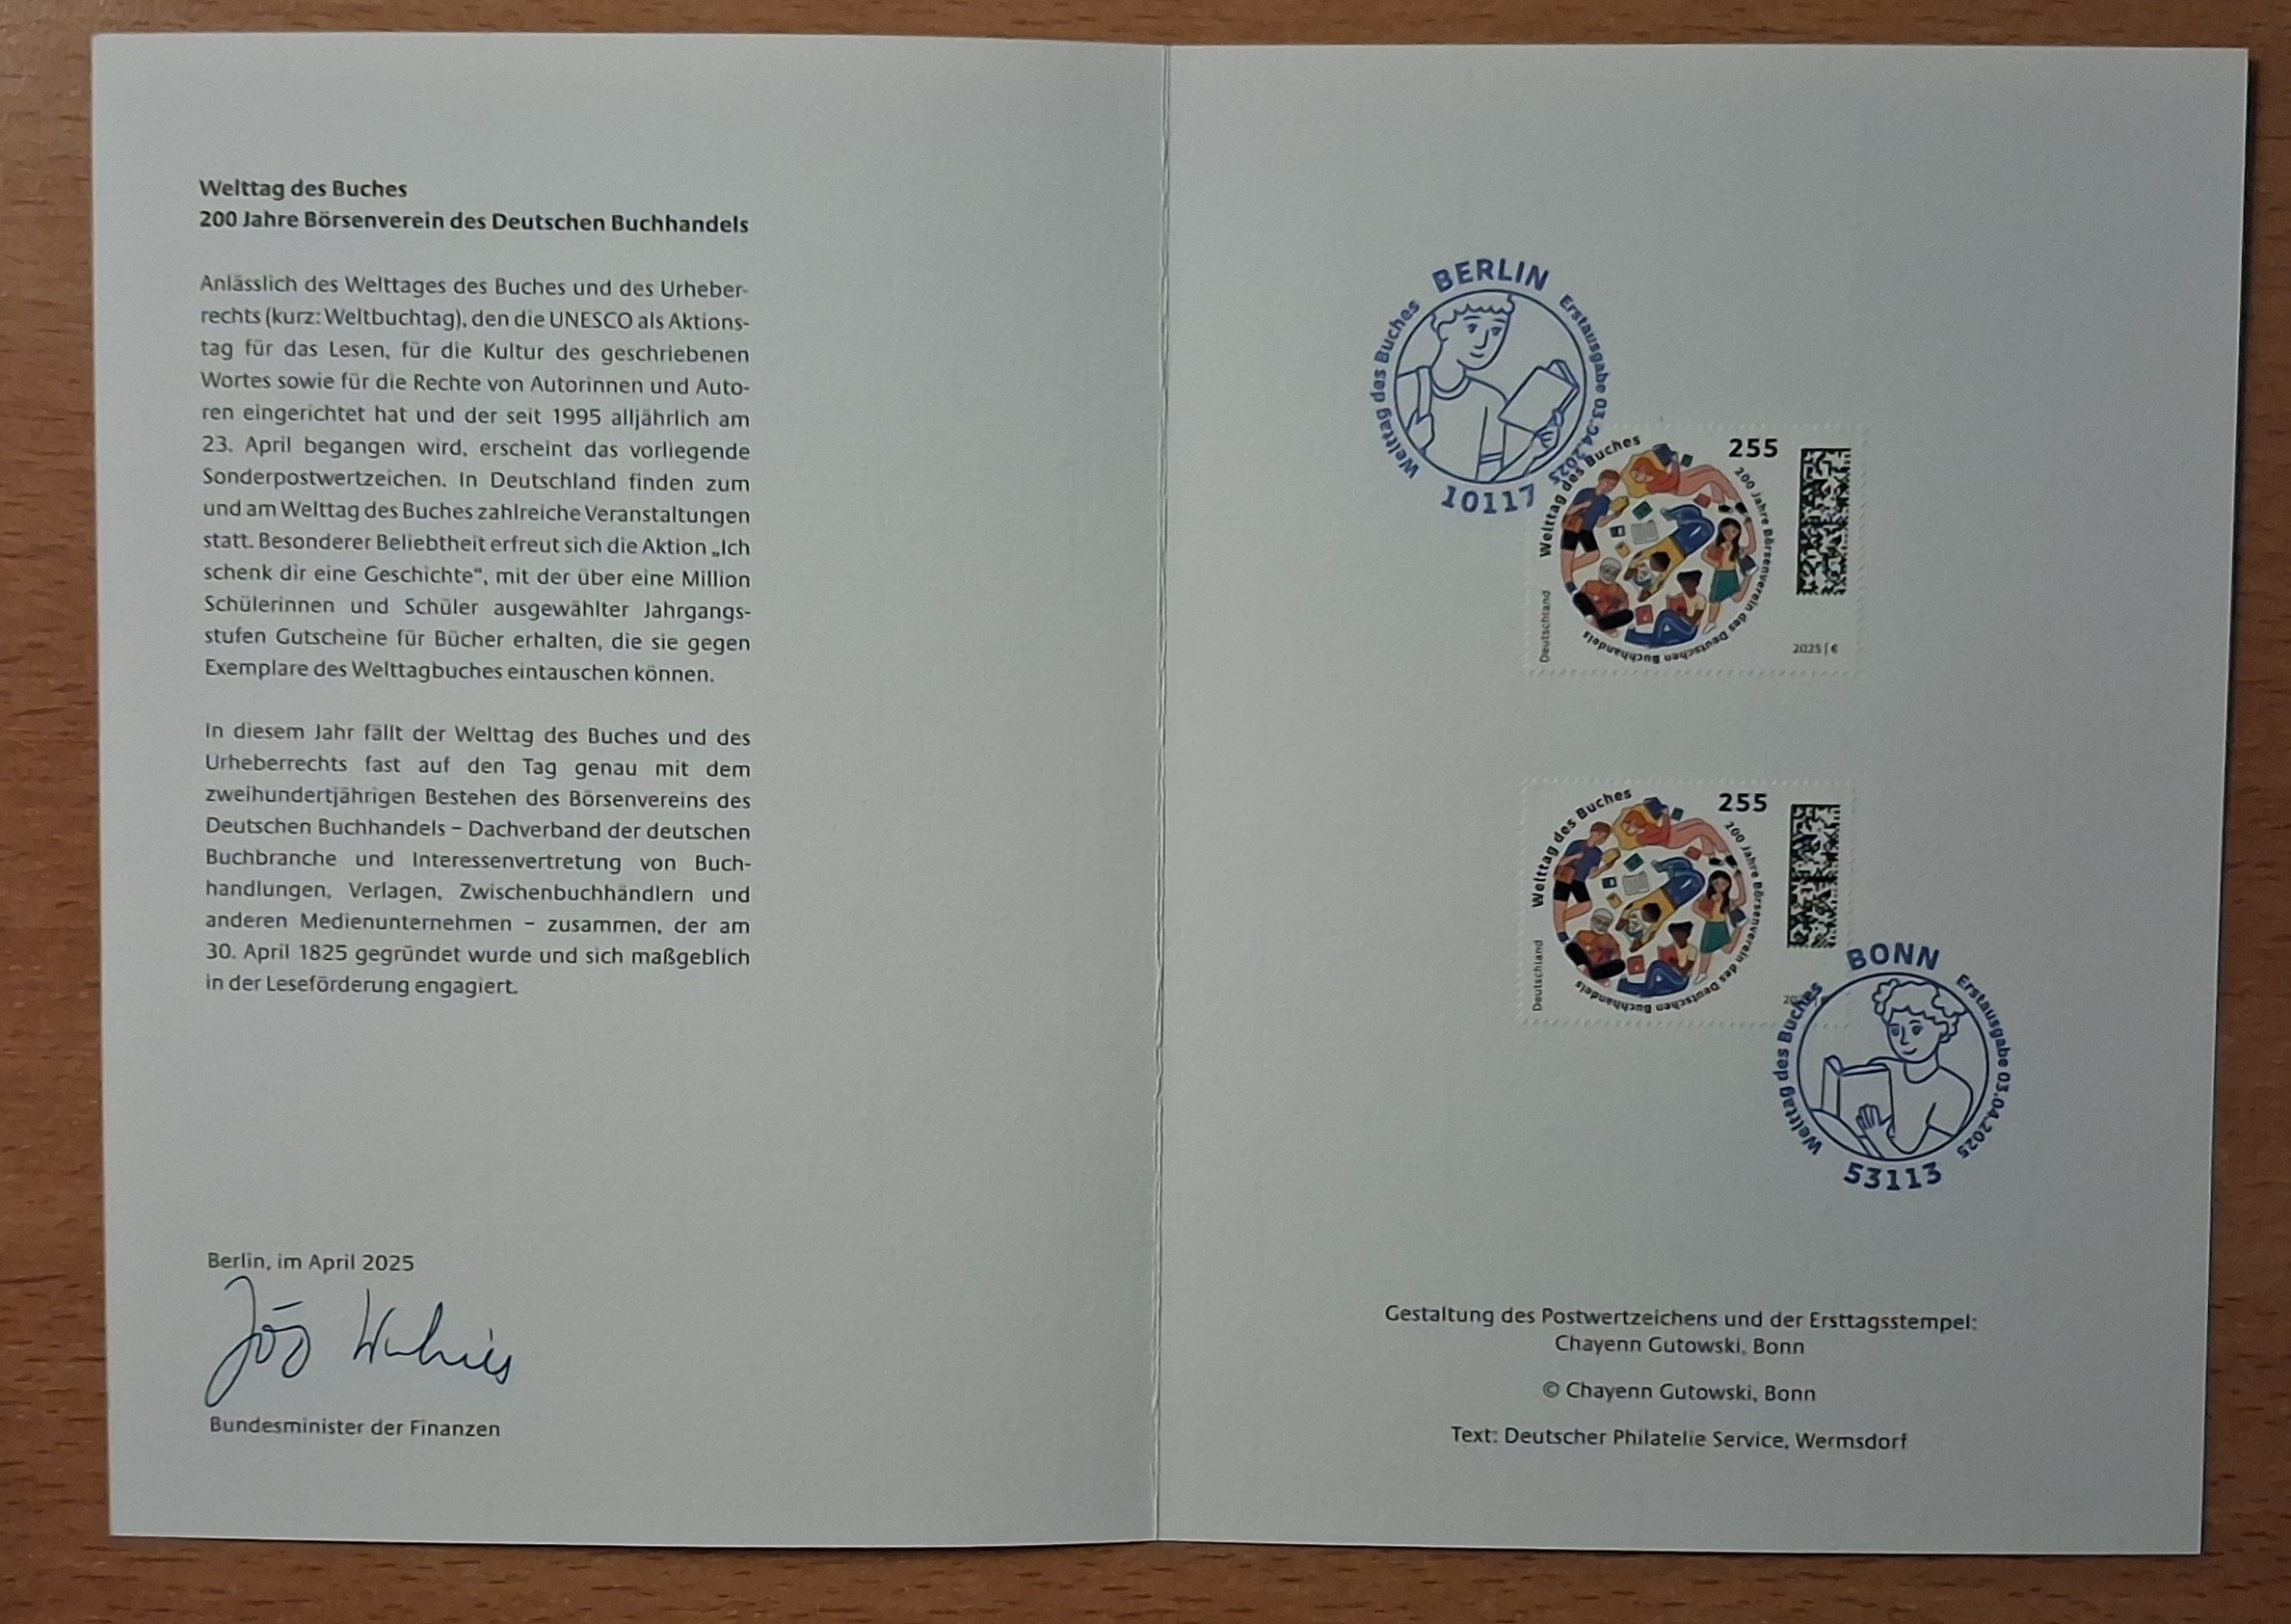 Welttag des Buches
200 Jahre Börsenverein des Deutschen Buchhandels
Anlässlich des Welttages des Buches und des Urheber-
rechts (kurz: Weltbuchtag), den die UNESCO als Aktions-
tag für das Lesen, für die Kultur des geschriebenen
Wortes sowie für die Rechte von Autorinnen und Auto-
ren eingerichtet hat und der seit 1995 alljährlich am
23. April begangen wird, erscheint das vorliegende
Sonderpostwertzeichen. In Deutschland finden zum
und am Welttag des Buches zahlreiche Veranstaltungen
statt. Besonderer Beliebtheit erfreut sich die Aktion „Ich
schenk dir eine Geschichte“, mit der über eine Million
Schülerinnen und Schüler ausgewählter Jahrgangs-
stufen Gutscheine für Bücher erhalten, die sie gegen
Exemplare des Welttagbuches eintauschen können.
In diesem Jahr fällt der Welttag des Buches und des
Urheberrechts fast auf den Tag genau mit dem
zweihundertjährigen Bestehen des Börsenvereins des
Deutschen Buchhandels – Dachverband der deutschen
Buchbranche und Interessenvertretung von Buch-
handlungen, Verlagen, Zwischenbuchhändlern und
anderen Medienunternehmen – zusammen, der am
30. April 1825 gegründet wurde und sich maßgeblich
in der Leseförderung engagiert.
Berlin, im April 2025
Bundesminister der Finanzen
BERLIN
Welttag des Buches
Erstausgabe 03.04.2025
10117
Welttag des Buches
255
200 Jahre Börsenverein des Deutschen Buchhandels
Deutschland
2025 | €
Welttag des Buches
255
200 Jahre Börsenverein des Deutschen Buchhandels
Deutschland
BONN
Welttag des Buches
Erstausgabe 03.04.2025
53113
Gestaltung des Postwertzeichens und der Ersttagsstempel:
Chayenn Gutowski, Bonn
© Chayenn Gutowski, Bonn
Text: Deutscher Philatelie Service, Wermsdorf